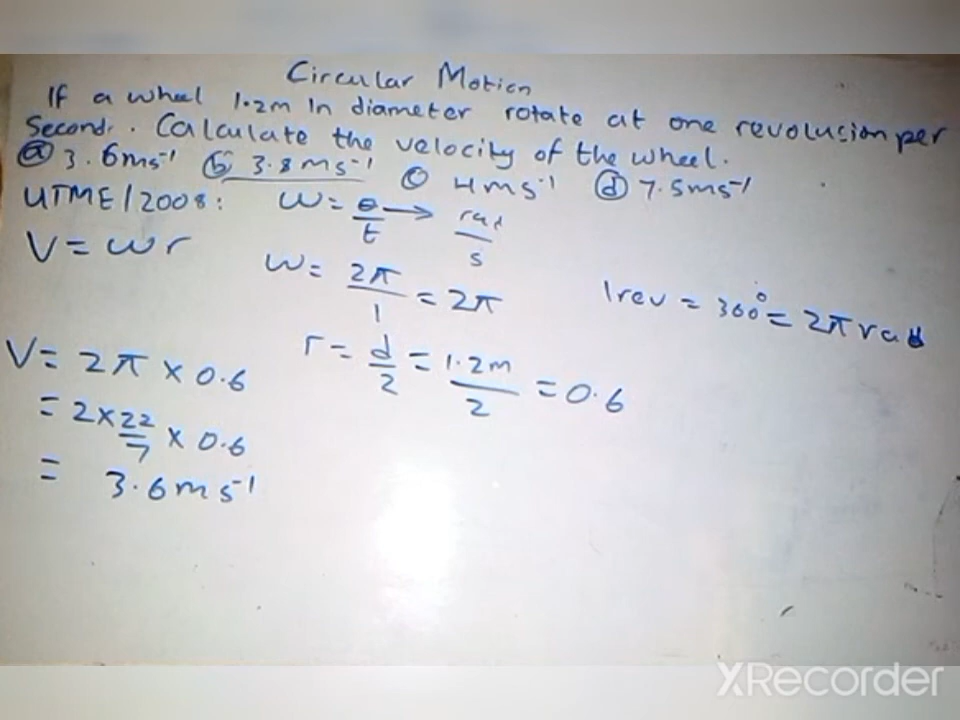 Circular Motion
If a wheel 1.2m in diameter rotate at one revolusion per
Second. Calculate the velocity of the wheel.
ⓐ 3.6ms⁻¹ ⓑ 3.8ms⁻¹ ⓒ 4ms⁻¹ ⓓ 7.5ms⁻¹
UTME/2008: ω = θ/t → rad/s
V = ωr
ω = 2π/1 = 2π
1rev = 360° = 2π rad
r = d/2 = 1.2m/2 = 0.6
V = 2π × 0.6
= 2 × 22/7 × 0.6
= 3.6ms⁻¹
XRecorder